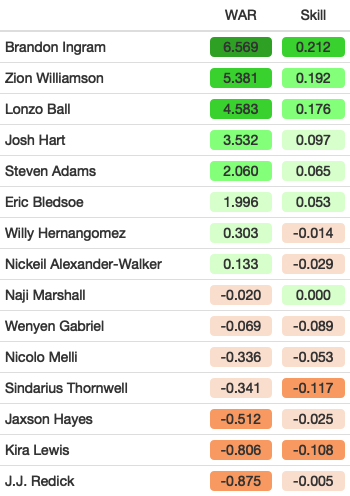 WAR Skill
Brandon Ingram 6.569 0.212
Zion Williamson 5.381 0.192
Lonzo Ball 4.583 0.176
Josh Hart 3.532 0.097
Steven Adams 2.060 0.065
Eric Bledsoe 1.996 0.053
Willy Hernangomez 0.303 -0.014
Nickeil Alexander-Walker 0.133 -0.029
Naji Marshall -0.020 0.000
Wenyen Gabriel -0.069 -0.089
Nicolo Melli -0.336 -0.053
Sindarius Thornwell -0.341 -0.117
Jaxson Hayes -0.512 -0.025
Kira Lewis -0.806 -0.108
J.J. Redick -0.875 -0.005